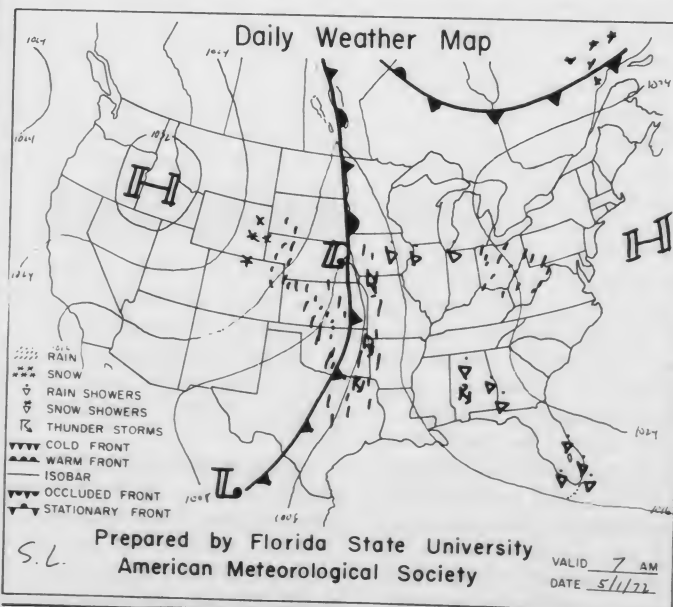 Daily Weather Map
1024
1024
1024
1024
H
H
L
1024
RAIN
SNOW
RAIN SHOWERS
SNOW SHOWERS
THUNDER STORMS
COLD FRONT
WARM FRONT
ISOBAR
OCCLUDED FRONT
STATIONARY FRONT
L
1008
1008
1024
1016
Prepared by Florida State University
American Meteorological Society
S.L.
VALID 7 AM
DATE 5/1/72